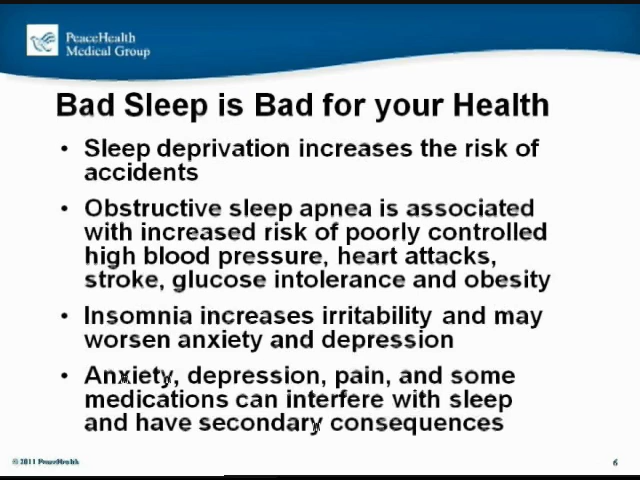 PeaceHealth
Medical Group
Bad Sleep is Bad for your Health
• Sleep deprivation increases the risk of
accidents
• Obstructive sleep apnea is associated
with increased risk of poorly controlled
high blood pressure, heart attacks,
stroke, glucose intolerance and obesity
• Insomnia increases irritability and may
worsen anxiety and depression
• Anxiety, depression, pain, and some
medications can interfere with sleep
and have secondary consequences
© 2011 PeaceHealth
6